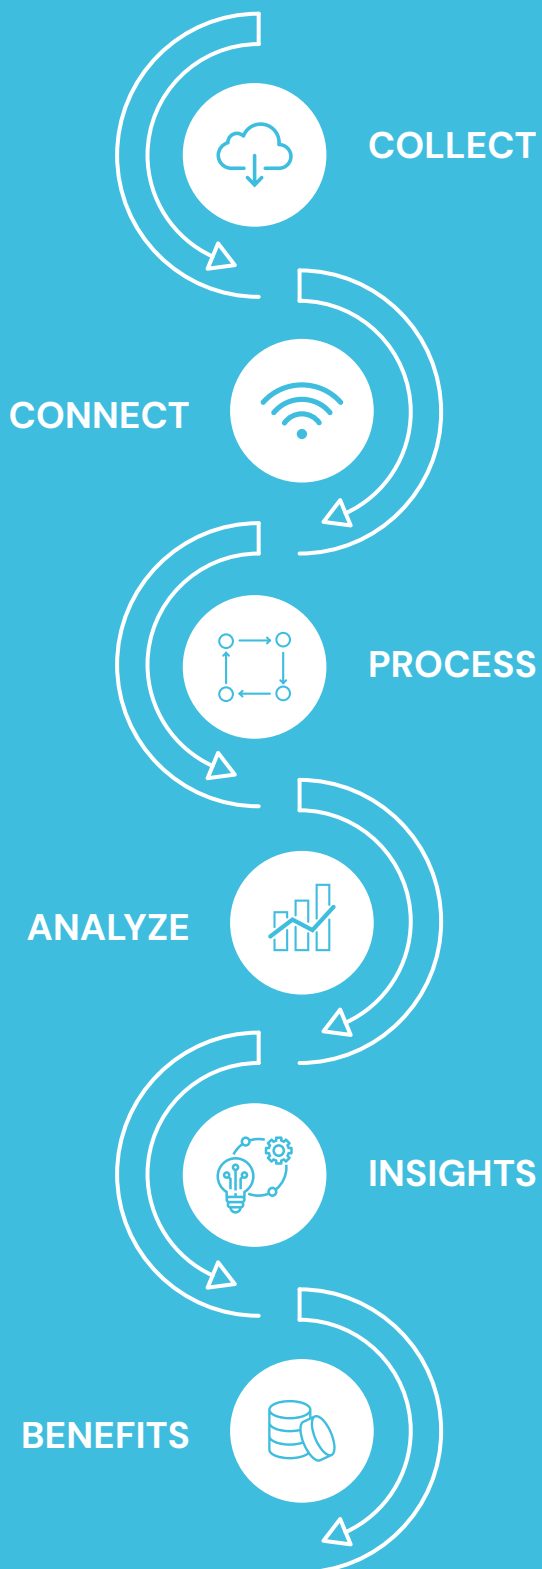 COLLECT
CONNECT
PROCESS
ANALYZE
INSIGHTS
BENEFITS